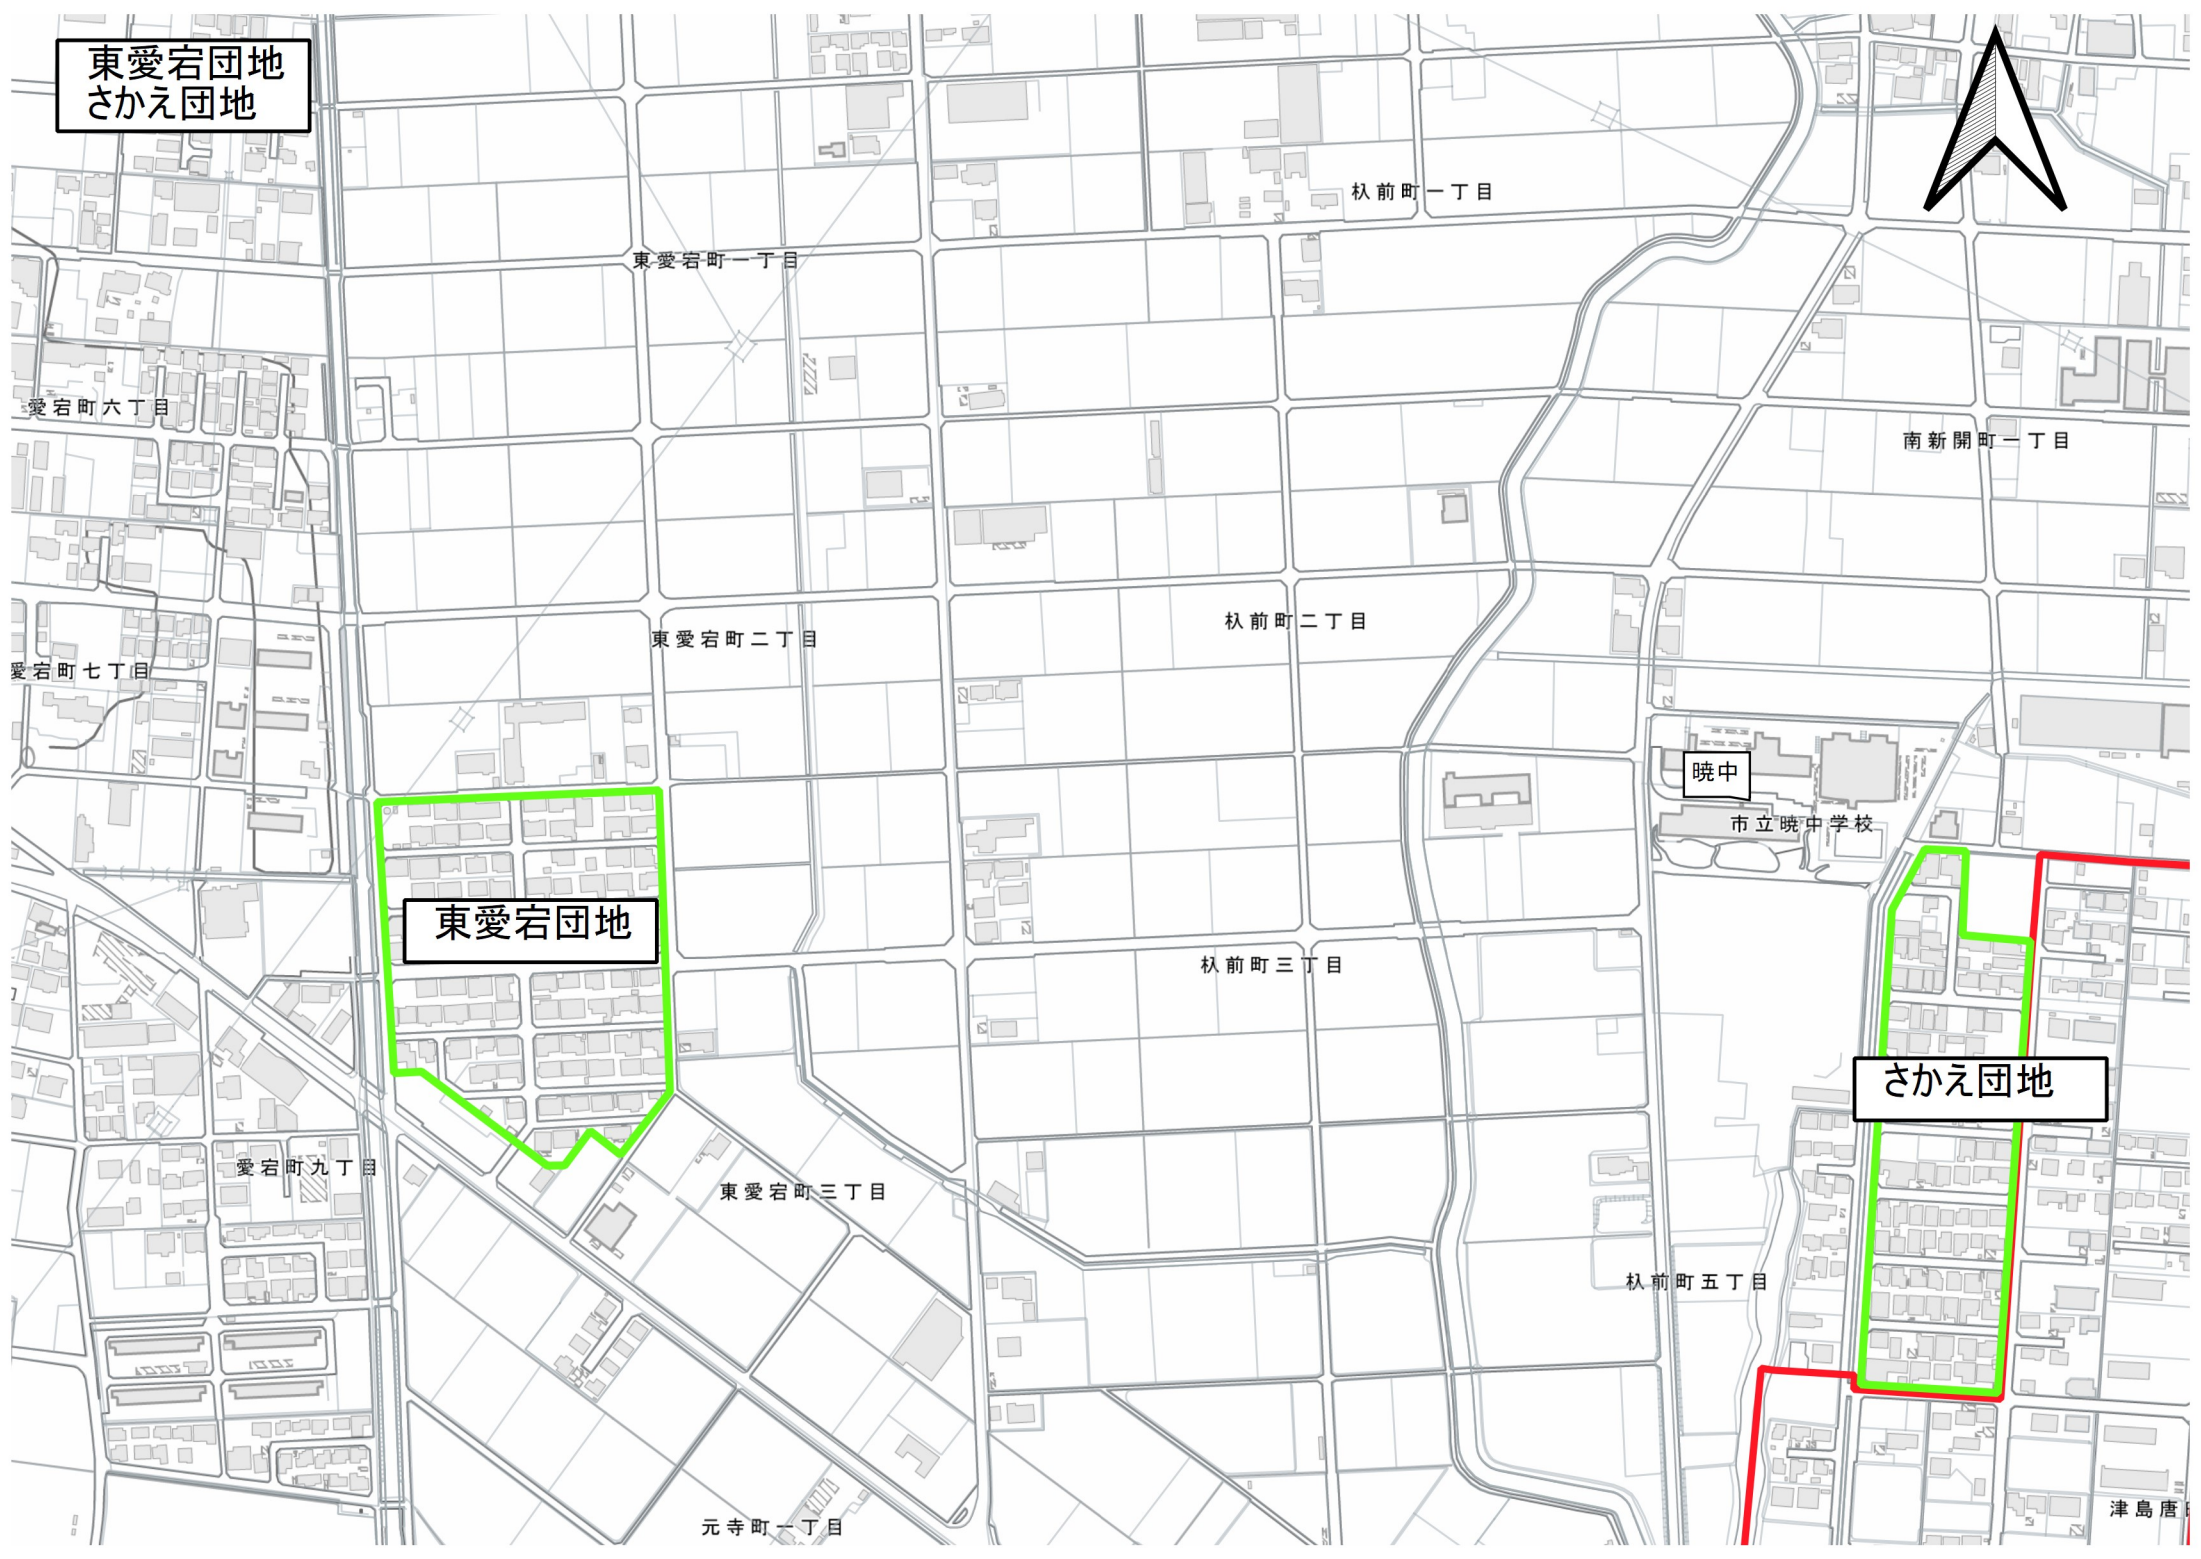 東愛宕団地
さかえ団地
杁前町一丁目
東愛宕町一丁目
愛宕町六丁目
南新開町一丁目
杁前町二丁目
東愛宕町二丁目
愛宕町七丁目
暁中
市立暁中学校
東愛宕団地
杁前町三丁目
さかえ団地
愛宕町九丁目
東愛宕町三丁目
杁前町五丁目
津島唐
元寺町一丁目